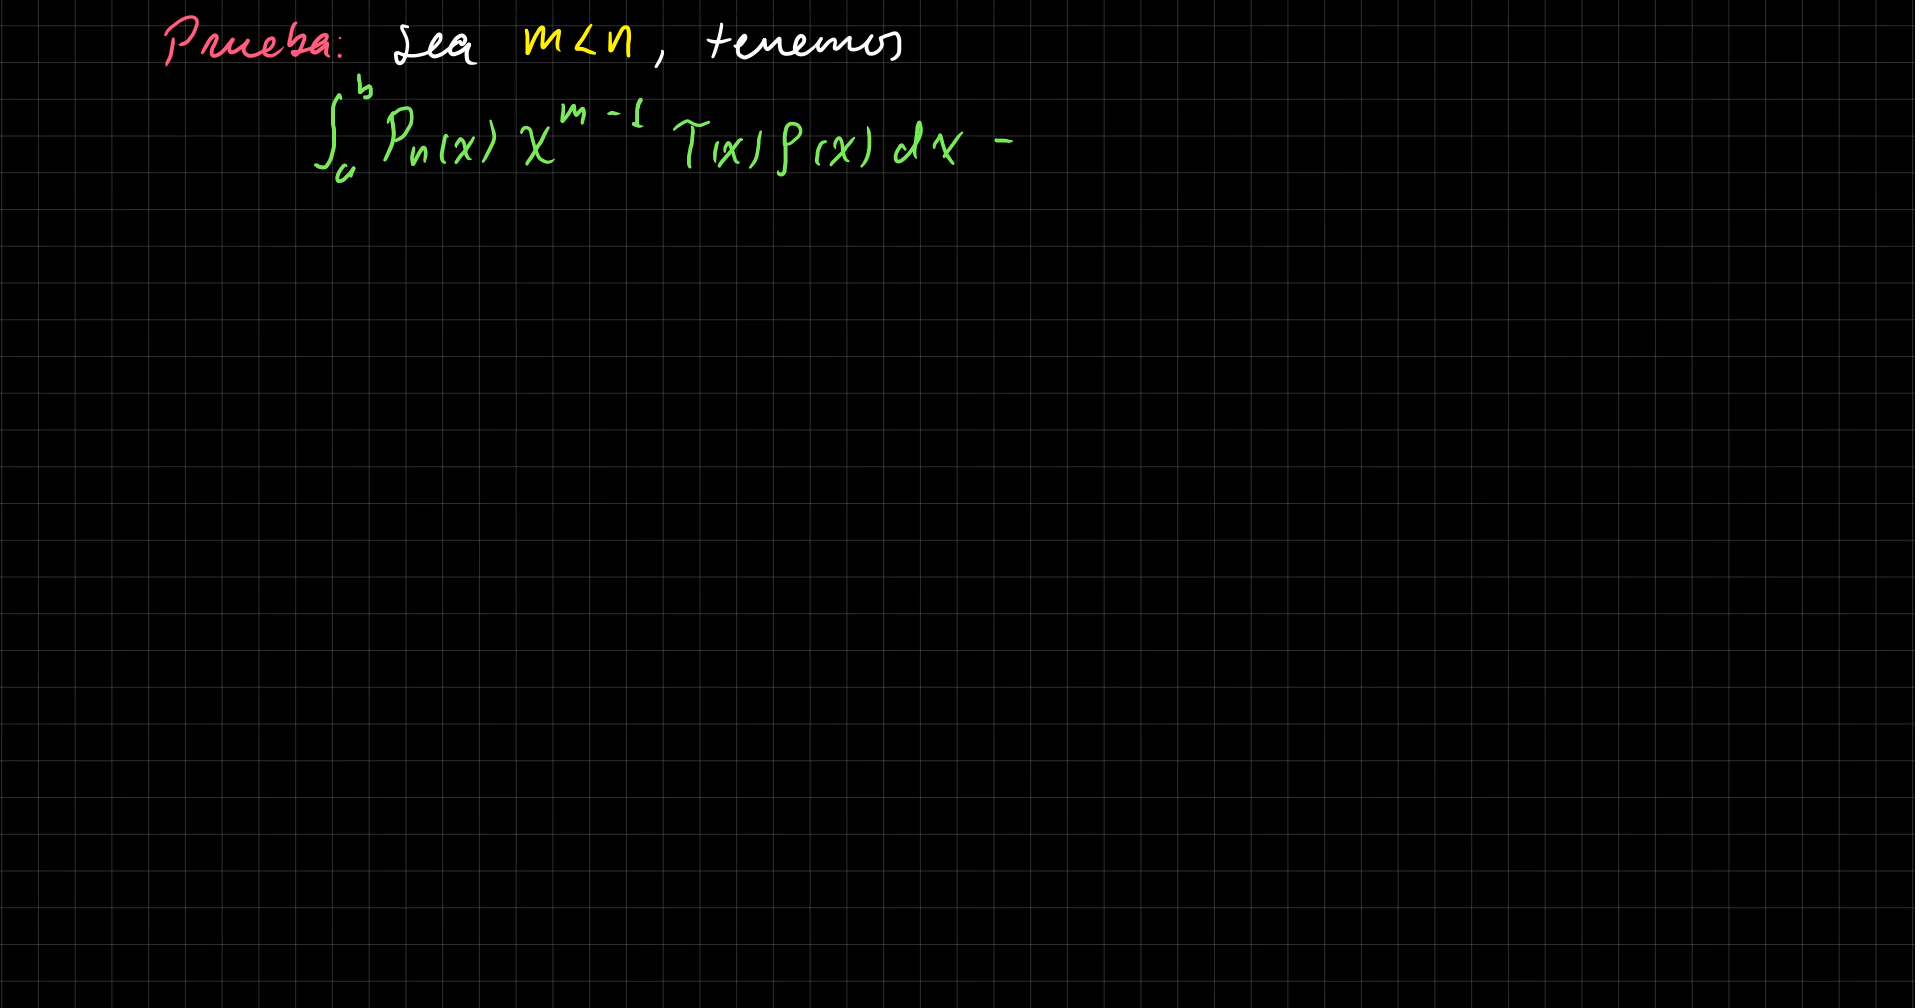 Prueba: Sea m<n, tenemos
∫_a^b P_n(x) x^{m-1} τ(x) ρ(x) dx -